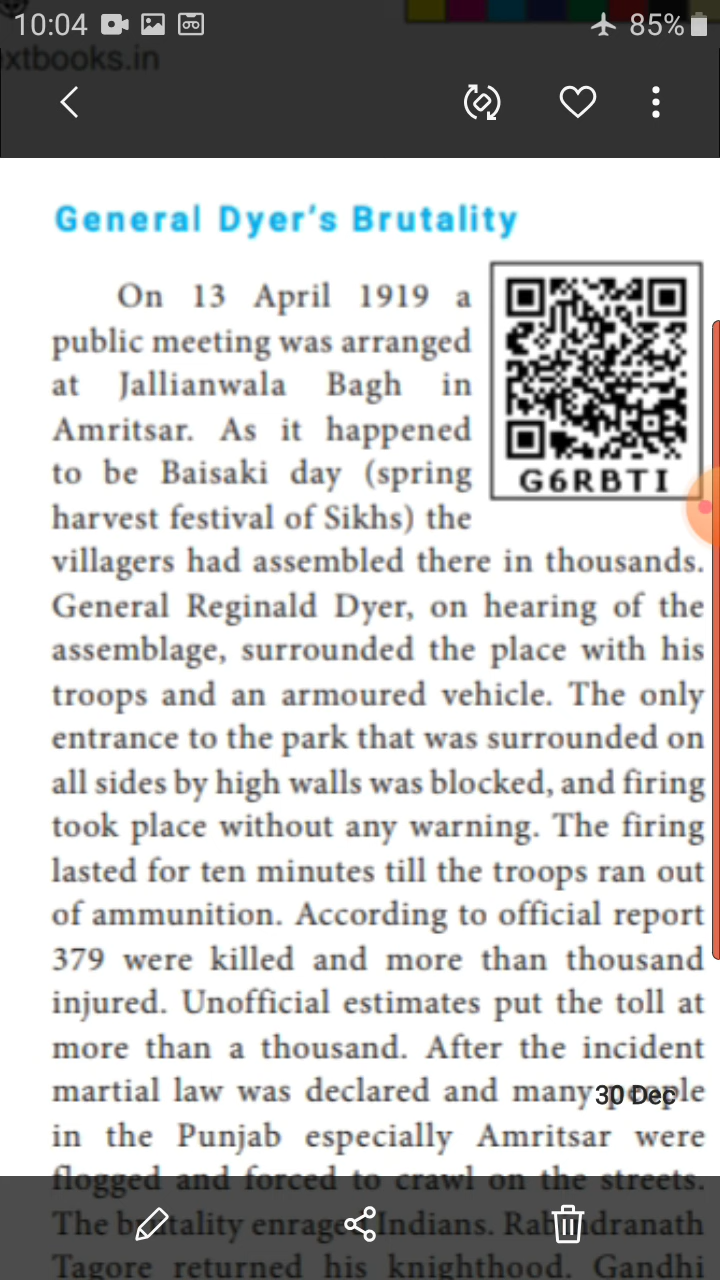 10:04
85%
xtbooks.in
General Dyer's Brutality
On 13 April 1919 a
public meeting was arranged
at Jallianwala Bagh in
Amritsar. As it happened
to be Baisaki day (spring
harvest festival of Sikhs) the
G6RBTI
villagers had assembled there in thousands.
General Reginald Dyer, on hearing of the
assemblage, surrounded the place with his
troops and an armoured vehicle. The only
entrance to the park that was surrounded on
all sides by high walls was blocked, and firing
took place without any warning. The firing
lasted for ten minutes till the troops ran out
of ammunition. According to official report
379 were killed and more than thousand
injured. Unofficial estimates put the toll at
more than a thousand. After the incident
martial law was declared and many people
30 Dec
in the Punjab especially Amritsar were
flogged and forced to crawl on the streets.
The brutality enraged Indians. Rabindranath
Tagore returned his knighthood. Gandhi